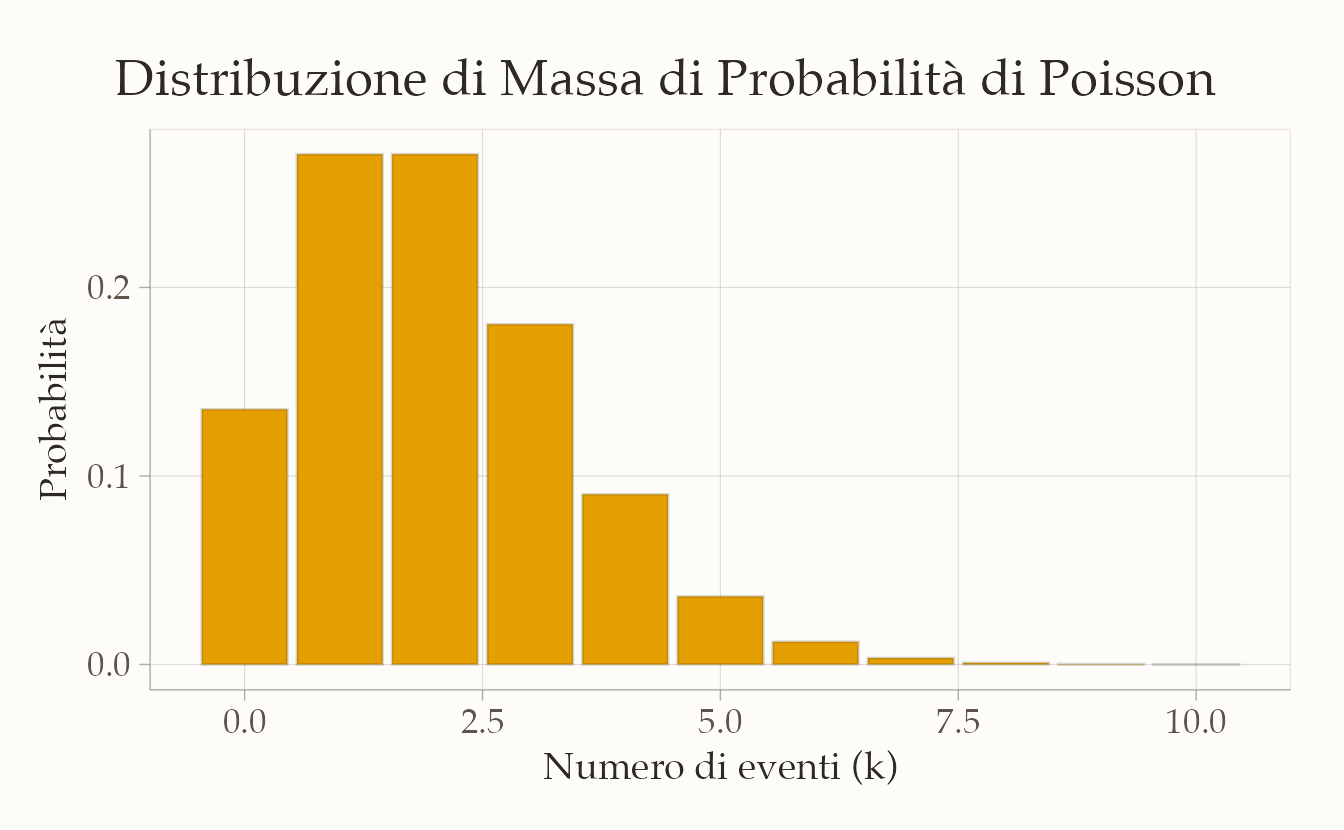 Distribuzione di Massa di Probabilità di Poisson
Probabilità
0.2
0.1
0.0
0.0 2.5 5.0 7.5 10.0
Numero di eventi (k)